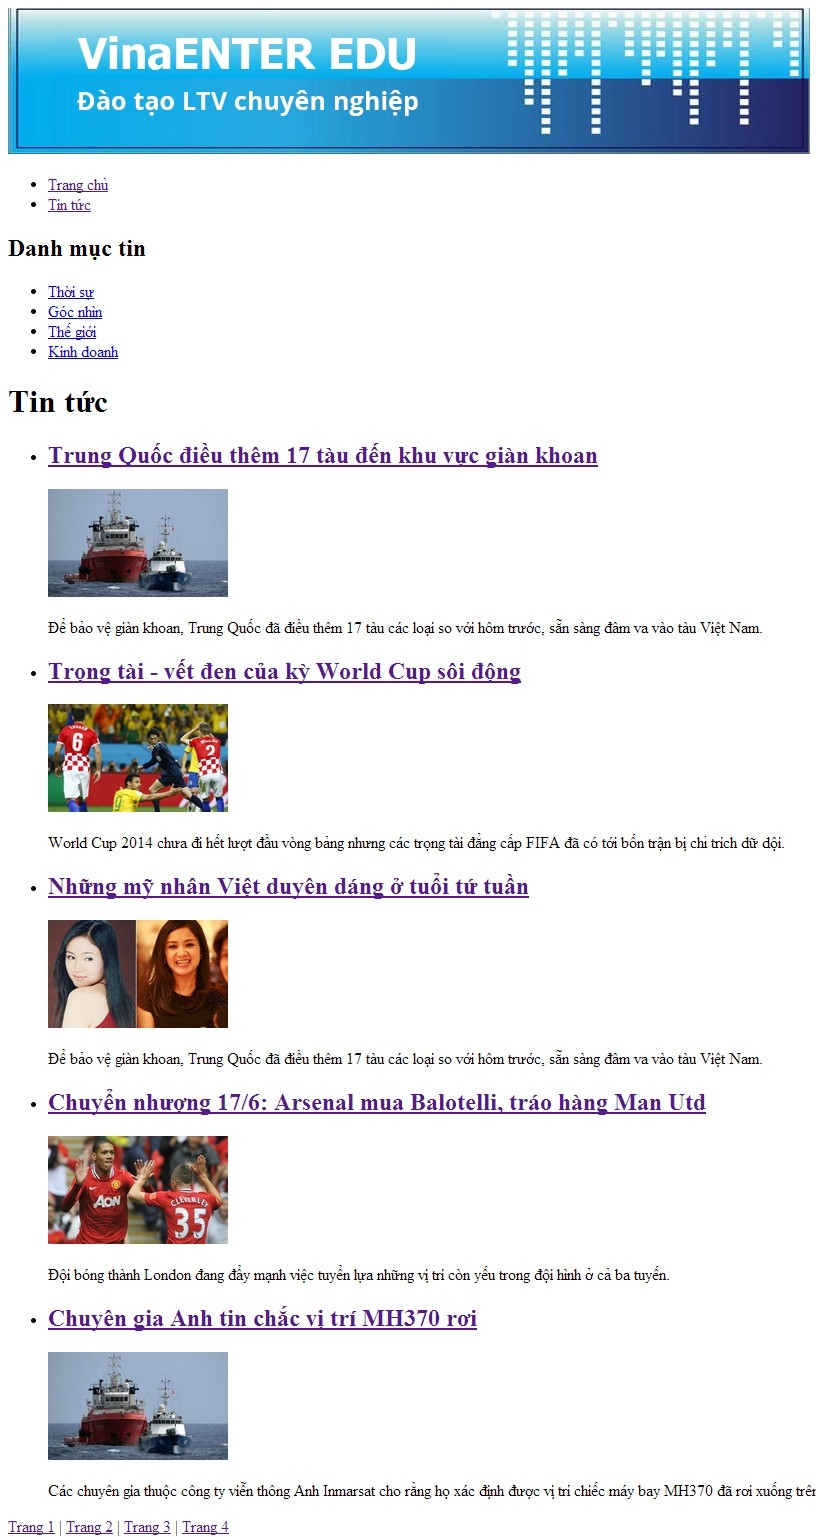 VinaENTER EDU
Đào tạo LTV chuyên nghiệp
Trang chủ
Tin tức
Danh mục tin
Thời sự
Góc nhìn
Thế giới
Kinh doanh
Tin tức
Trung Quốc điều thêm 17 tàu đến khu vực giàn khoan
Để bảo vệ giàn khoan, Trung Quốc đã điều thêm 17 tàu các loại so với hôm trước, sẵn sàng đâm va vào tàu Việt Nam.
Trọng tài - vết đen của kỳ World Cup sôi động
6
2
9
World Cup 2014 chưa đi hết lượt đầu vòng bảng nhưng các trọng tài đẳng cấp FIFA đã có tới bốn trận bị chỉ trích dữ dội.
Những mỹ nhân Việt duyên dáng ở tuổi tứ tuần
Để bảo vệ giàn khoan, Trung Quốc đã điều thêm 17 tàu các loại so với hôm trước, sẵn sàng đâm va vào tàu Việt Nam.
Chuyển nhượng 17/6: Arsenal mua Balotelli, tráo hàng Man Utd
AON
CLEVERLEY
35
Đội bóng thành London đang đẩy mạnh việc tuyển lựa những vị trí còn yếu trong đội hình ở cả ba tuyến.
Chuyên gia Anh tin chắc vị trí MH370 rơi
Các chuyên gia thuộc công ty viễn thông Anh Inmarsat cho rằng họ xác định được vị trí chiếc máy bay MH370 đã rơi xuống trên
Trang 1 | Trang 2 | Trang 3 | Trang 4